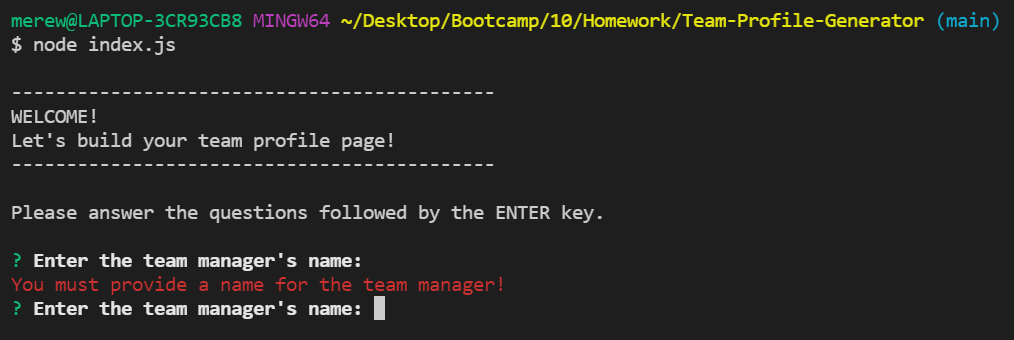 merew@LAPTOP-3CR93CB8 MINGW64 ~/Desktop/Bootcamp/10/Homework/Team-Profile-Generator (main)
$ node index.js
--------------------------------------------
WELCOME!
Let's build your team profile page!
--------------------------------------------
Please answer the questions followed by the ENTER key.
? Enter the team manager's name:
You must provide a name for the team manager!
? Enter the team manager's name: